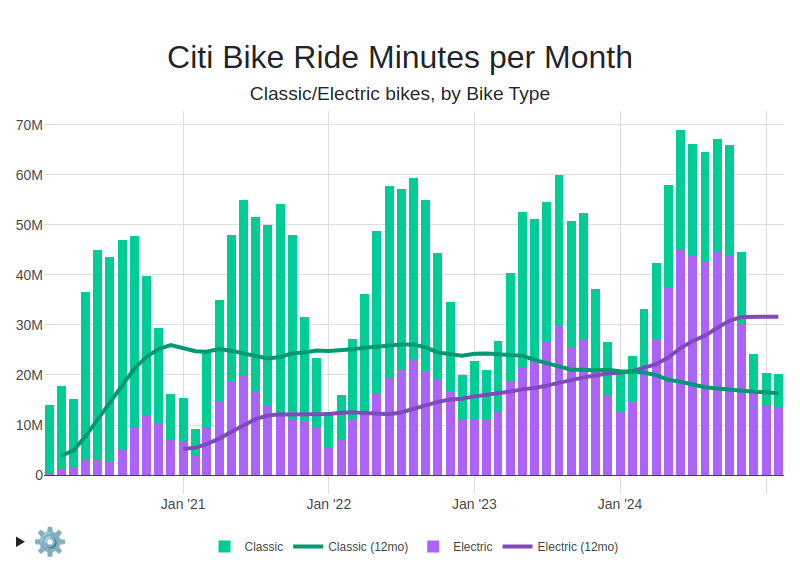 Citi Bike Ride Minutes per Month
Classic/Electric bikes, by Bike Type
70M
60M
50M
40M
30M
20M
10M
0
Jan '21 Jan '22 Jan '23 Jan '24
Classic Classic (12mo) Electric Electric (12mo)